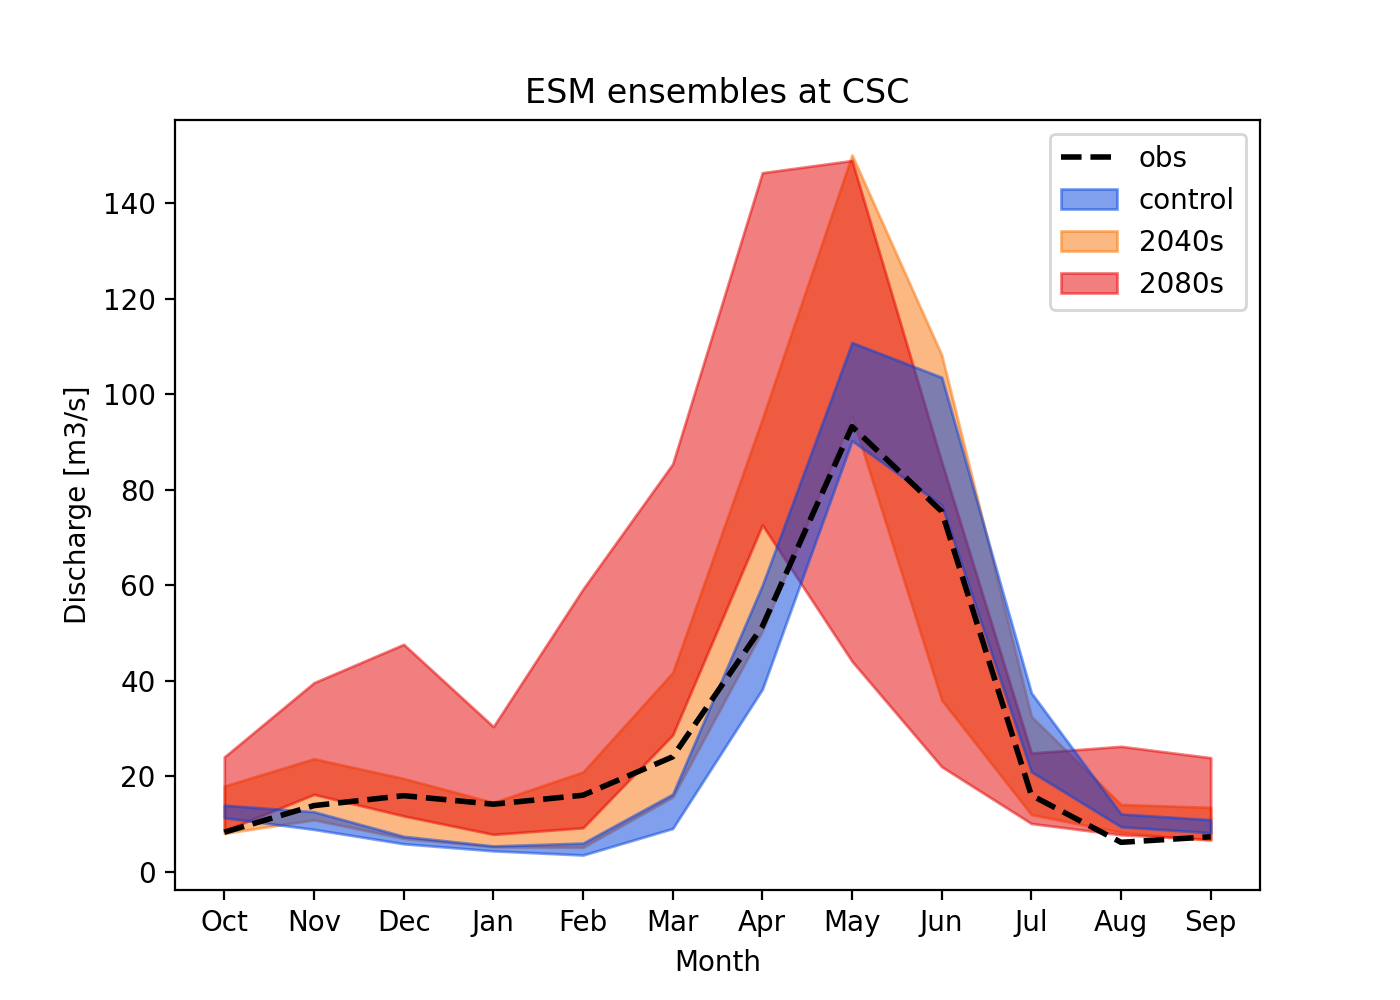 ESM ensembles at CSC
obs
control
2040s
2080s
Discharge [m3/s]
140
120
100
80
60
40
20
0
Oct Nov Dec Jan Feb Mar Apr May Jun Jul Aug Sep
Month